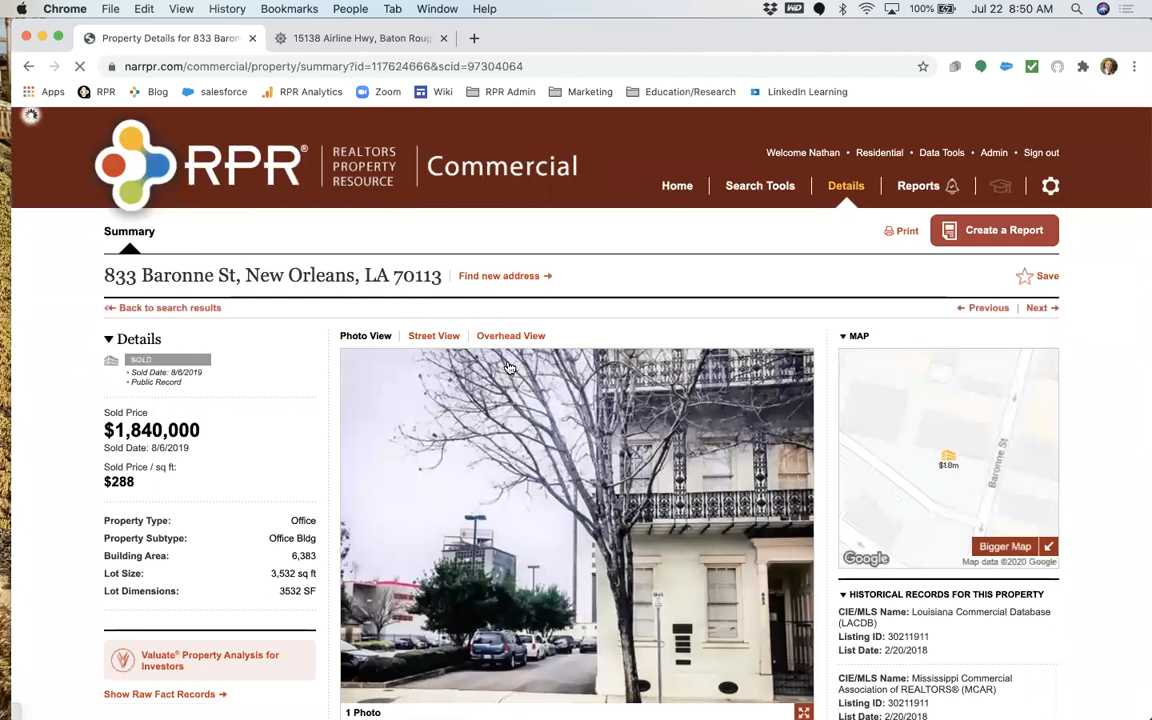 Chrome File Edit View History Bookmarks People Tab Window Help 100% Jul 22 8:50 AM
Property Details for 833 Baron 15138 Airline Hwy, Baton Roug
narrpr.com/commercial/property/summary?id=117624666&scid=97304064
Apps RPR Blog salesforce RPR Analytics Zoom Wiki RPR Admin Marketing Education/Research LinkedIn Learning
RPR® REALTORS PROPERTY RESOURCE Commercial
Welcome Nathan • Residential • Data Tools • Admin • Sign out
Home Search Tools Details Reports
Summary
Print Create a Report
833 Baronne St, New Orleans, LA 70113 Find new address
Save
Back to search results
Previous Next
Details
SOLD
• Sold Date: 8/6/2019
• Public Record
Sold Price
$1,840,000
Sold Date: 8/6/2019
Sold Price / sq ft:
$288
Property Type: Office
Property Subtype: Office Bldg
Building Area: 6,383
Lot Size: 3,532 sq ft
Lot Dimensions: 3532 SF
Valuate® Property Analysis for
Investors
Show Raw Fact Records
Photo View Street View Overhead View
1 Photo
MAP
Baronne St
$1.8m
Bigger Map
Google Map data ©2020 Google
HISTORICAL RECORDS FOR THIS PROPERTY
CIE/MLS Name: Louisiana Commercial Database
(LACDB)
Listing ID: 30211911
List Date: 2/20/2018
CIE/MLS Name: Mississippi Commercial
Association of REALTORS® (MCAR)
Listing ID: 30211911
List Date: 2/20/2018